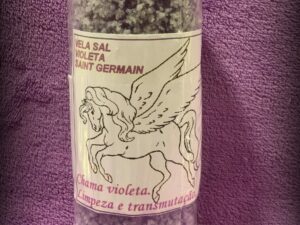 VELA SAL
VIOLETA
SAINT GERMAIN
Chama violeta.
Limpeza e transmutação.